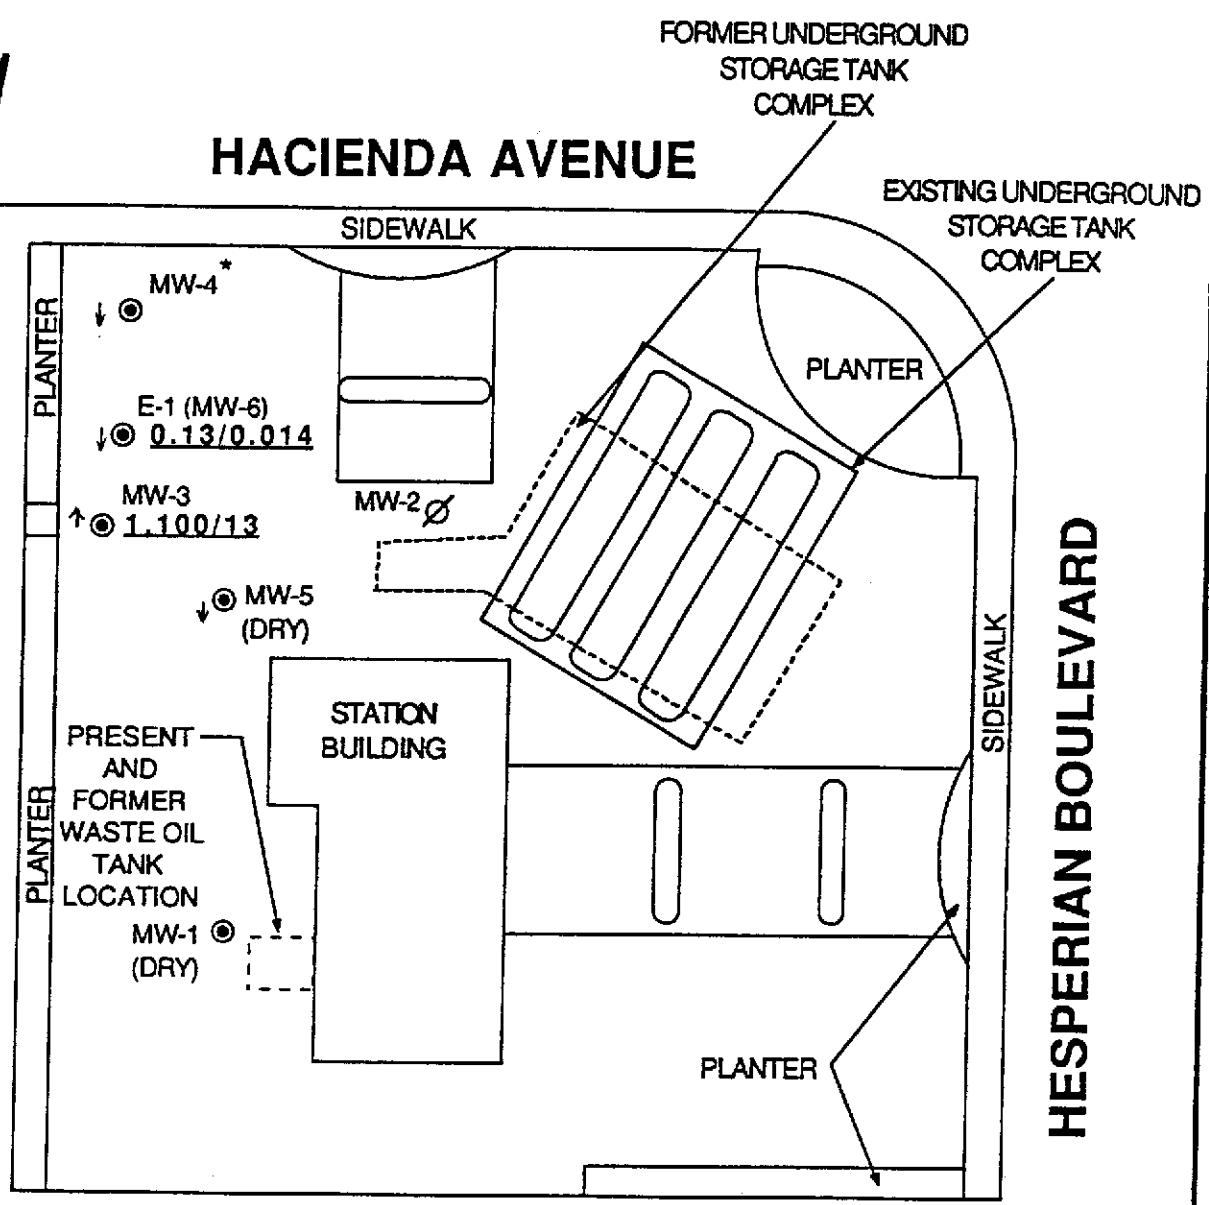 FORMER UNDERGROUND
STORAGE TANK
COMPLEX
HACIENDA AVENUE
EXISTING UNDERGROUND
STORAGE TANK
COMPLEX
SIDEWALK
MW-4*
PLANTER
PLANTER
E-1 (MW-6)
0.13/0.014
MW-3
1,100/13
MW-2
MW-5
(DRY)
HESPERIAN BOULEVARD
SIDEWALK
STATION
BUILDING
PRESENT
AND
FORMER
WASTE OIL
TANK
LOCATION
PLANTER
MW-1
(DRY)
PLANTER